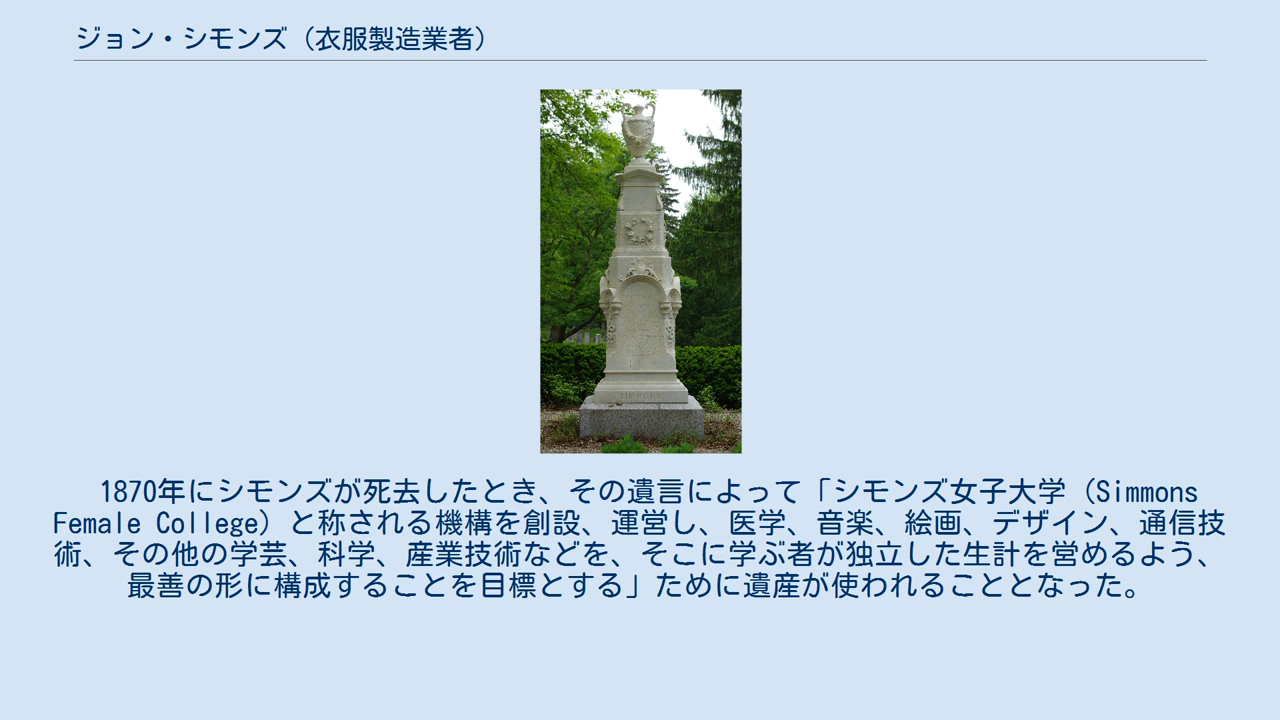 ジョン・シモンズ（衣服製造業者）
SIMMONS
1870年にシモンズが死去したとき、その遺言によって「シモンズ女子大学（Simmons
Female College）と称される機構を創設、運営し、医学、音楽、絵画、デザイン、通信技
術、その他の学芸、科学、産業技術などを、そこに学ぶ者が独立した生計を営めるよう、
最善の形に構成することを目標とする」ために遺産が使われることとなった。